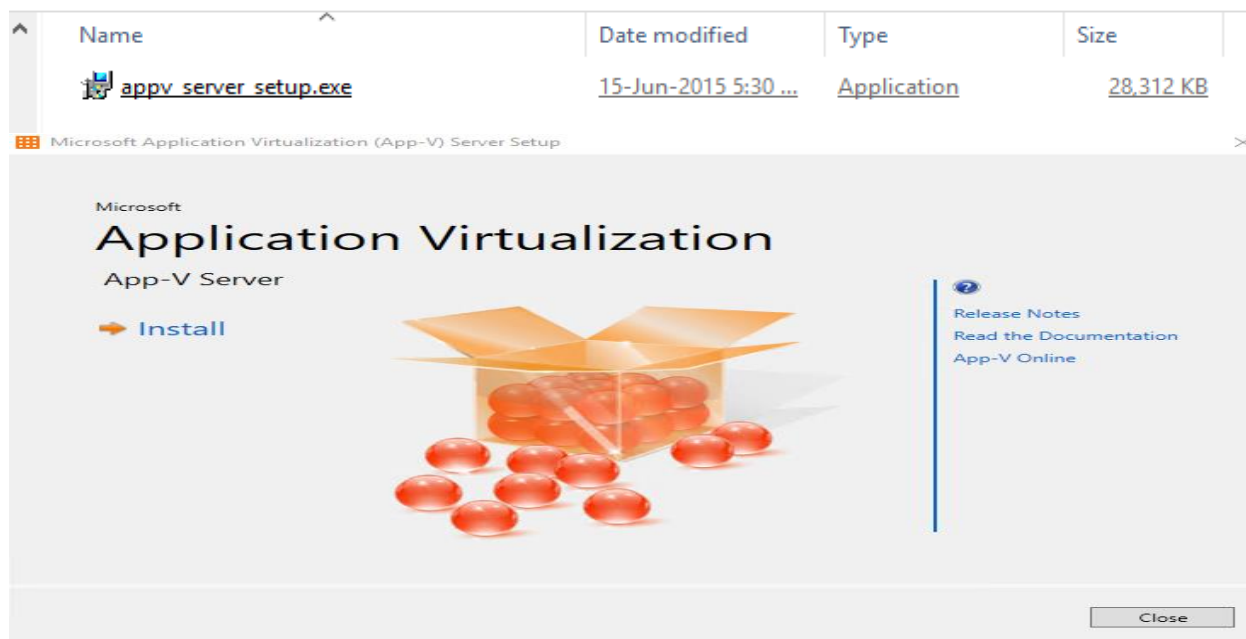 Name Date modified Type Size
appv_server_setup.exe 15-Jun-2015 5:30 ... Application 28,312 KB
Microsoft Application Virtualization (App-V) Server Setup
Microsoft
Application Virtualization
App-V Server
Install
?
Release Notes
Read the Documentation
App-V Online
Close